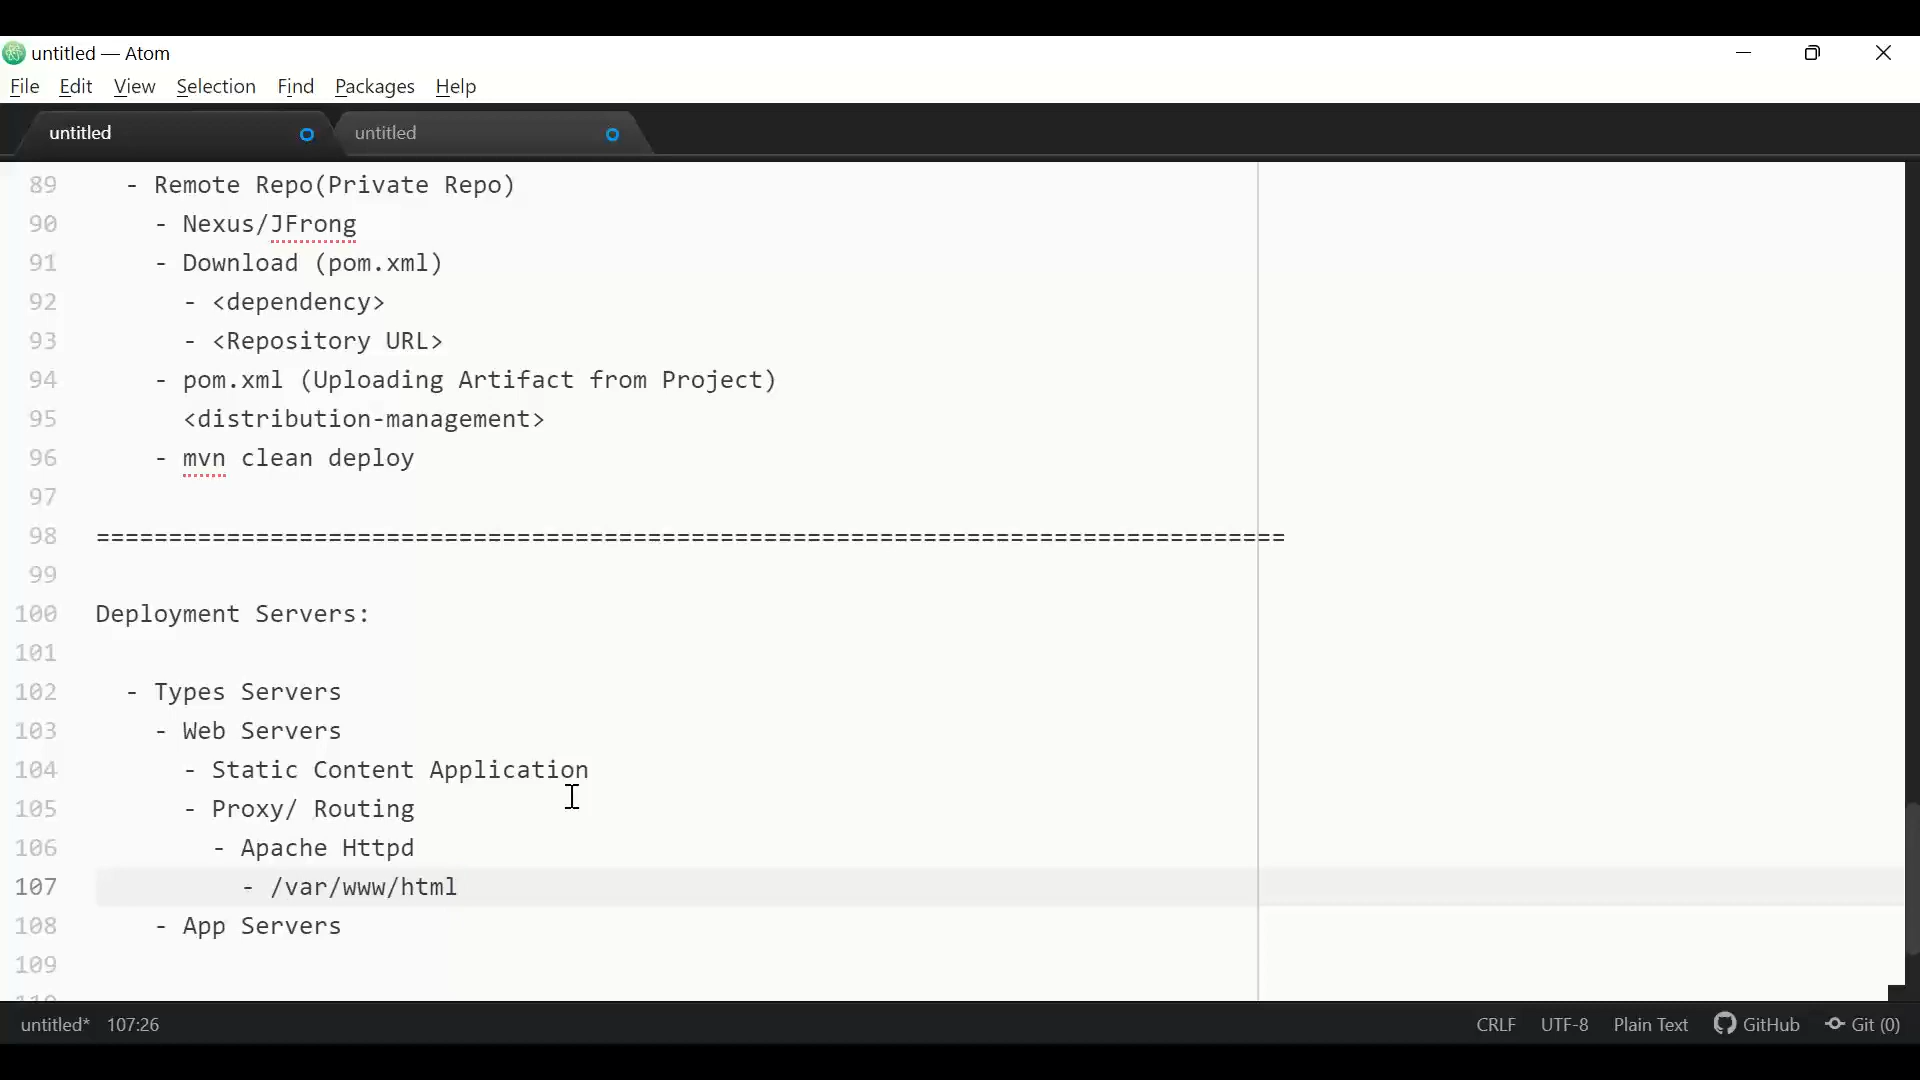 untitled — Atom
File Edit View Selection Find Packages Help
untitled untitled
89 - Remote Repo(Private Repo)
90 - Nexus/JFrong
91 - Download (pom.xml)
92 - <dependency>
93 - <Repository URL>
94 - pom.xml (Uploading Artifact from Project)
95 <distribution-management>
96 - mvn clean deploy
97
98 ==================================================================================
99
100 Deployment Servers:
101
102 - Types Servers
103 - Web Servers
104 - Static Content Application
105 - Proxy/ Routing
106 - Apache Httpd
107 - /var/www/html
108 - App Servers
109
untitled* 107:26 CRLF UTF-8 Plain Text GitHub Git (0)